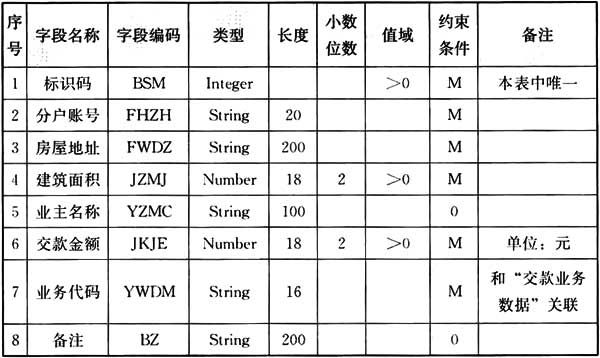 序号 字段名称 字段编码 类型 长度 小数位数 值域 约束条件 备注
1 标识码 BSM Integer >0 M 本表中唯一
2 分户账号 FHZH String 20 M
3 房屋地址 FWDZ String 200 M
4 建筑面积 JZMJ Number 18 2 >0 M
5 业主名称 YZMC String 100 0
6 交款金额 JKJE Number 18 2 >0 M 单位：元
7 业务代码 YWDM String 16 M 和“交款业务数据”关联
8 备注 BZ String 200 0